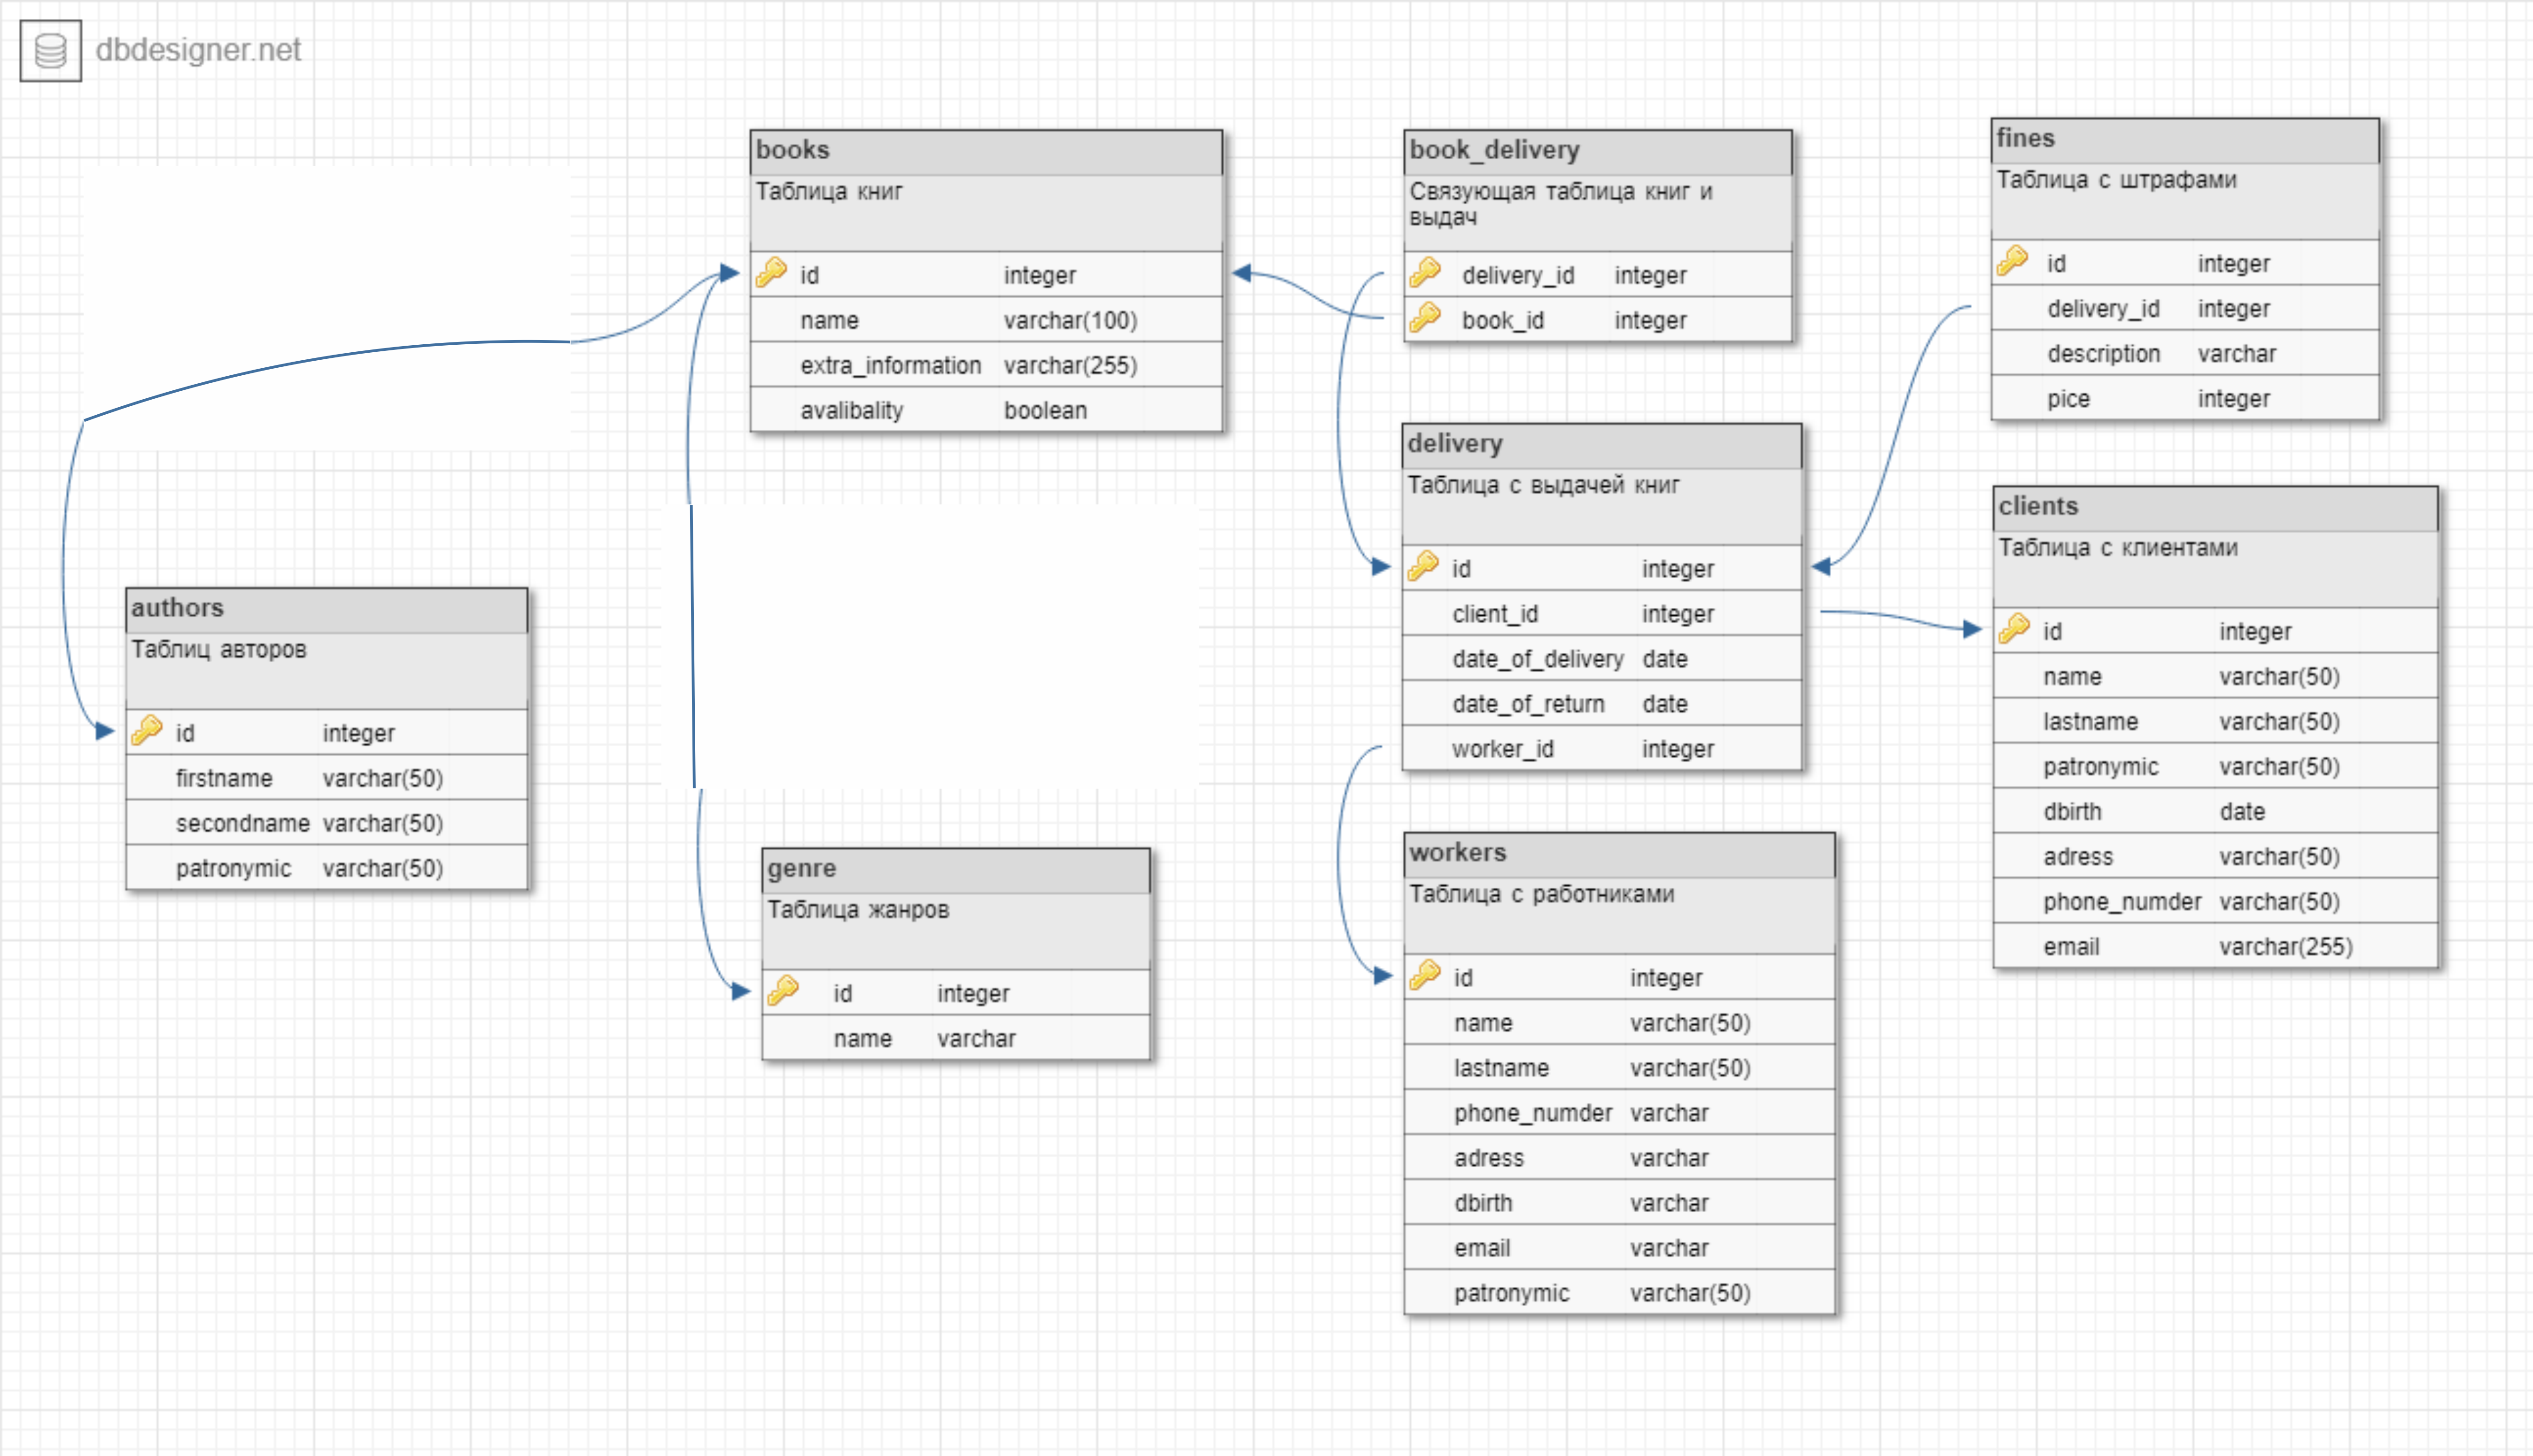 dbdesigner.net
books
Таблица книг
id integer
name varchar(100)
extra_information varchar(255)
avalibality boolean
book_delivery
Связующая таблица книг и
выдач
delivery_id integer
book_id integer
fines
Таблица с штрафами
id integer
delivery_id integer
description varchar
pice integer
delivery
Таблица с выдачей книг
id integer
client_id integer
date_of_delivery date
date_of_return date
worker_id integer
clients
Таблица с клиентами
id integer
name varchar(50)
lastname varchar(50)
patronymic varchar(50)
dbirth date
adress varchar(50)
phone_numder varchar(50)
email varchar(255)
authors
Таблиц авторов
id integer
firstname varchar(50)
secondname varchar(50)
patronymic varchar(50)
genre
Таблица жанров
id integer
name varchar
workers
Таблица с работниками
id integer
name varchar(50)
lastname varchar(50)
phone_numder varchar
adress varchar
dbirth varchar
email varchar
patronymic varchar(50)